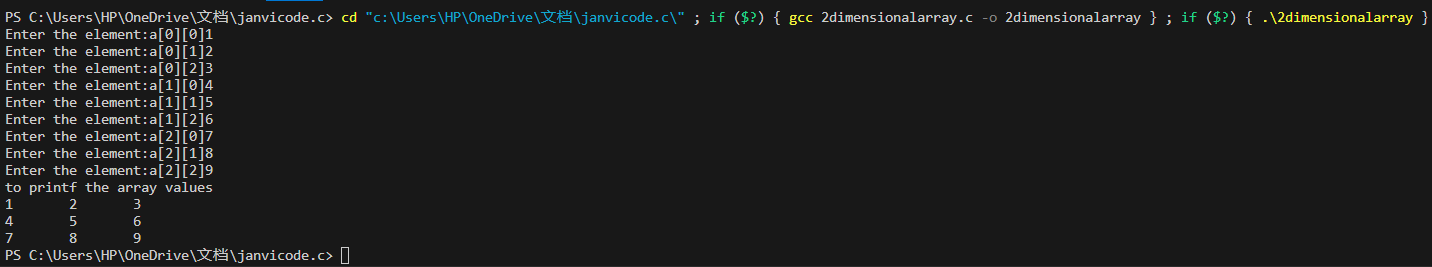 PS C:\Users\HP\OneDrive\文档\janvicode.c> cd "c:\Users\HP\OneDrive\文档\janvicode.c\" ; if ($?) { gcc 2dimensionalarray.c -o 2dimensionalarray } ; if ($?) { .\2dimensionalarray }
Enter the element:a[0][0]1
Enter the element:a[0][1]2
Enter the element:a[0][2]3
Enter the element:a[1][0]4
Enter the element:a[1][1]5
Enter the element:a[1][2]6
Enter the element:a[2][0]7
Enter the element:a[2][1]8
Enter the element:a[2][2]9
to printf the array values
1       2       3
4       5       6
7       8       9
PS C:\Users\HP\OneDrive\文档\janvicode.c>